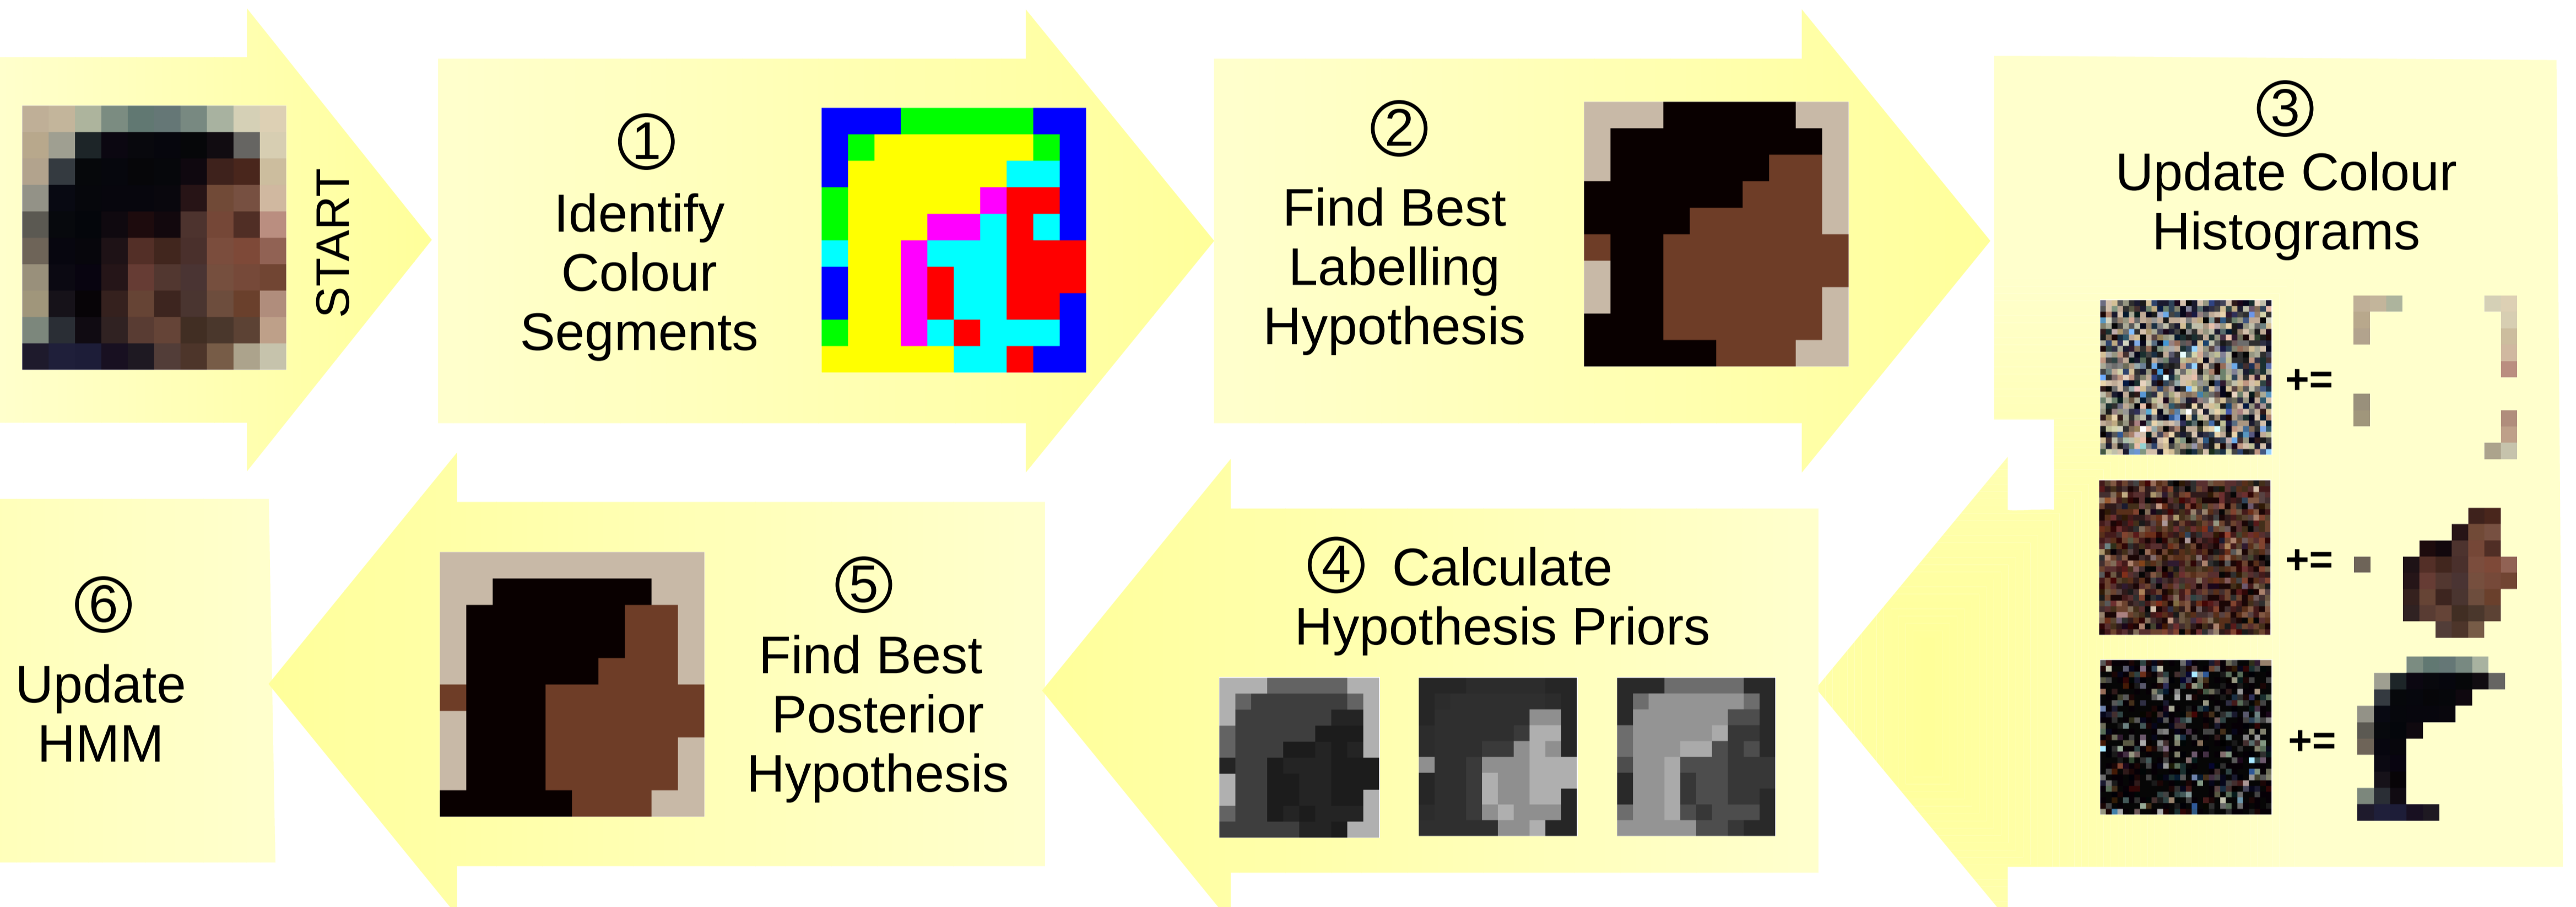 START
①
Identify
Colour
Segments
②
Find Best
Labelling
Hypothesis
③
Update Colour
Histograms
+=
+=
+=
④ Calculate
Hypothesis Priors
⑤
Find Best
Posterior
Hypothesis
⑥
Update
HMM